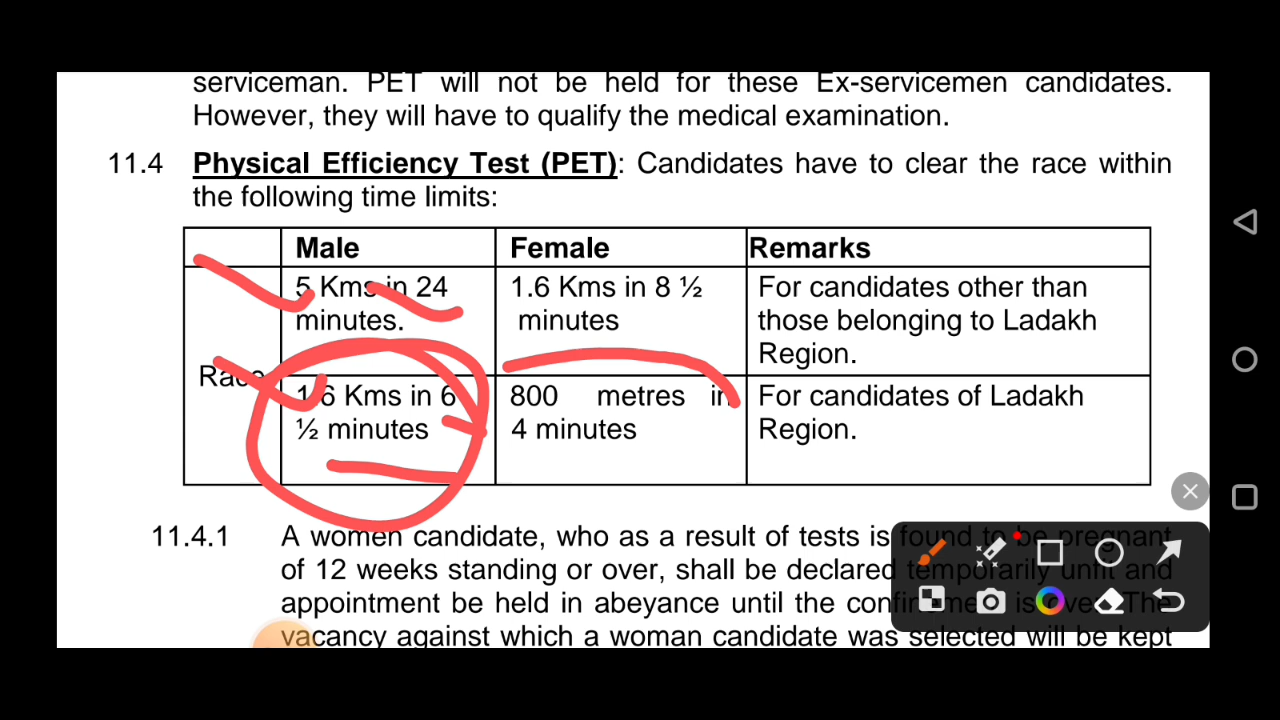 serviceman. PET will not be held for these Ex-servicemen candidates.
However, they will have to qualify the medical examination.
11.4 Physical Efficiency Test (PET): Candidates have to clear the race within
the following time limits:
Male Female Remarks
5 Kms in 24 1.6 Kms in 8 ½ For candidates other than
minutes. minutes those belonging to Ladakh
Region.
Race
1.6 Kms in 6 800 metres in For candidates of Ladakh
½ minutes 4 minutes Region.
11.4.1 A women candidate, who as a result of tests is found to be pregnant
of 12 weeks standing or over, shall be declared temporarily unfit and
appointment be held in abeyance until the confinement is over. The
vacancy against which a woman candidate was selected will be kept